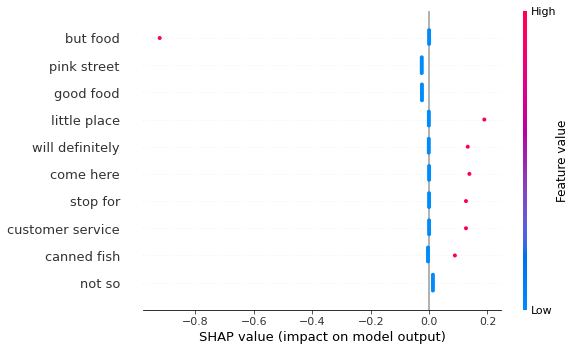 High
but food
pink street
good food
little place
will definitely
come here
stop for
customer service
canned fish
not so
Feature value
Low
−0.8 −0.6 −0.4 −0.2 0.0 0.2
SHAP value (impact on model output)